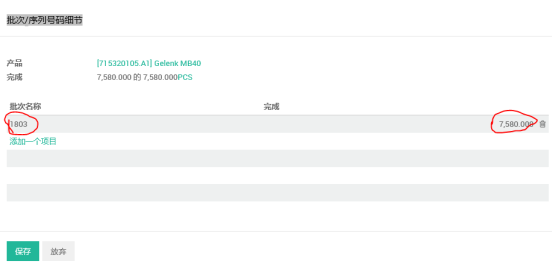 批次/序列号码细节
产品 [715320105.A1] Gelenk MB40
完成 7,580.000 的 7,580.000PCS
批次名称 完成
1803 7,580.000
添加一个项目
保存 放弃